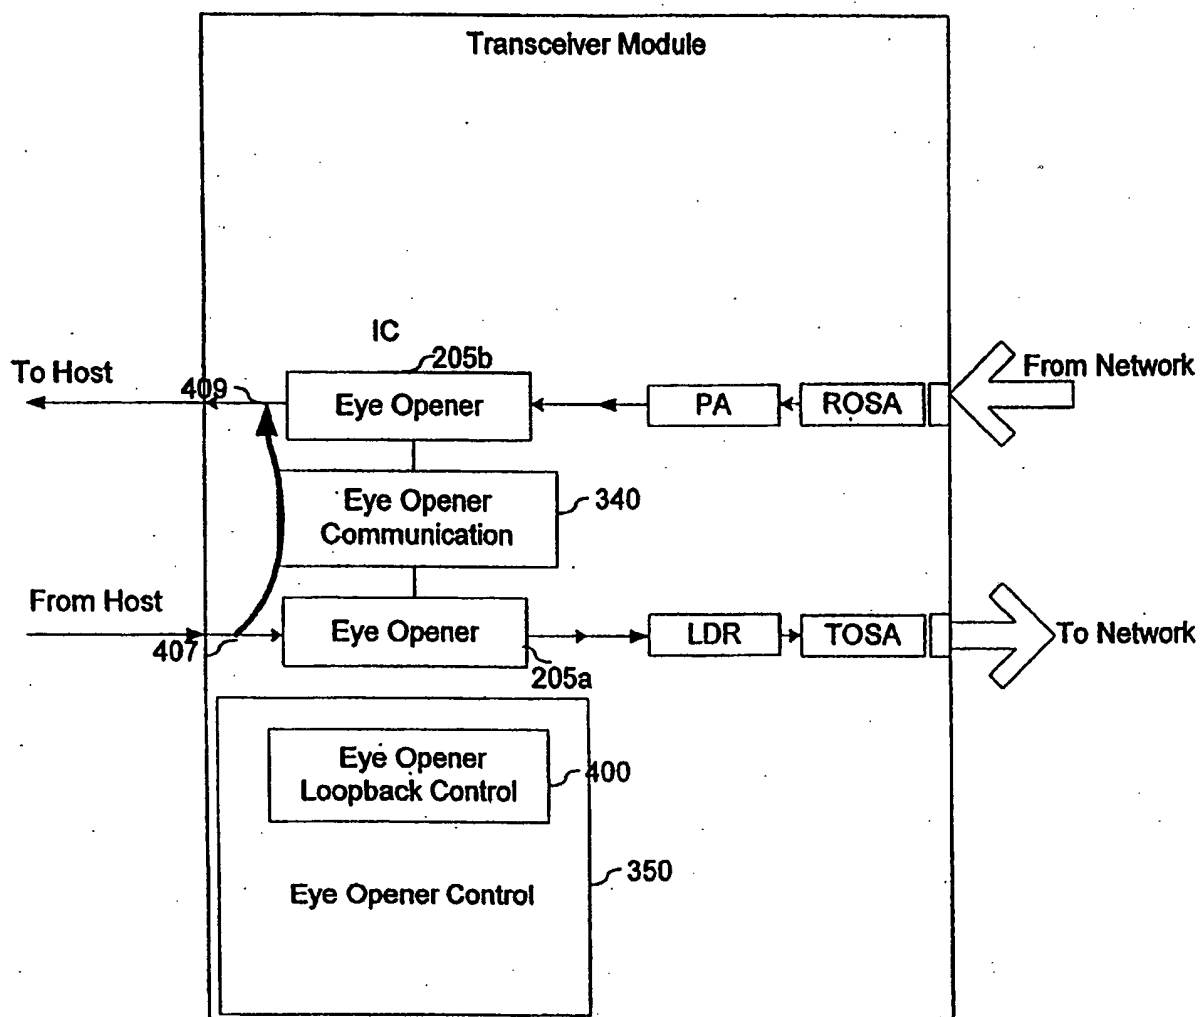 Transceiver Module
IC
205b
To Host
409
Eye Opener
PA
ROSA
From Network
Eye Opener
Communication
340
From Host
407
Eye Opener
205a
LDR
TOSA
To Network
Eye Opener
Loopback Control
400
Eye Opener Control
350